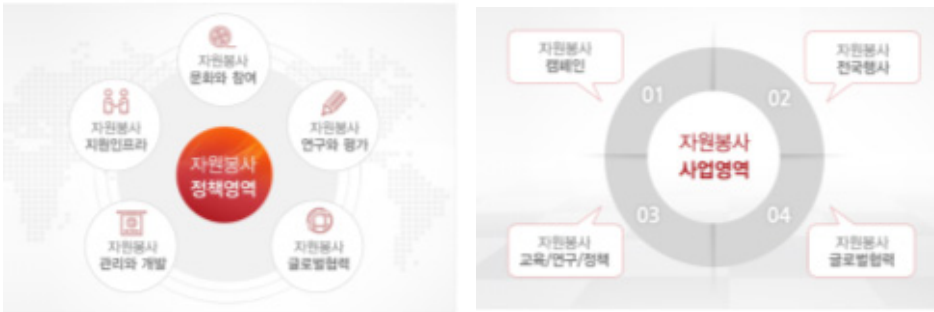 자원봉사
문화와 참여
자원봉사
지원인프라
자원봉사
연구와 평가
자원봉사
정책영역
자원봉사
관리와 개발
자원봉사
글로벌협력
자원봉사
캠페인
자원봉사
전국행사
01
02
자원봉사
사업영역
03
04
자원봉사
교육/연구/정책
자원봉사
글로벌협력